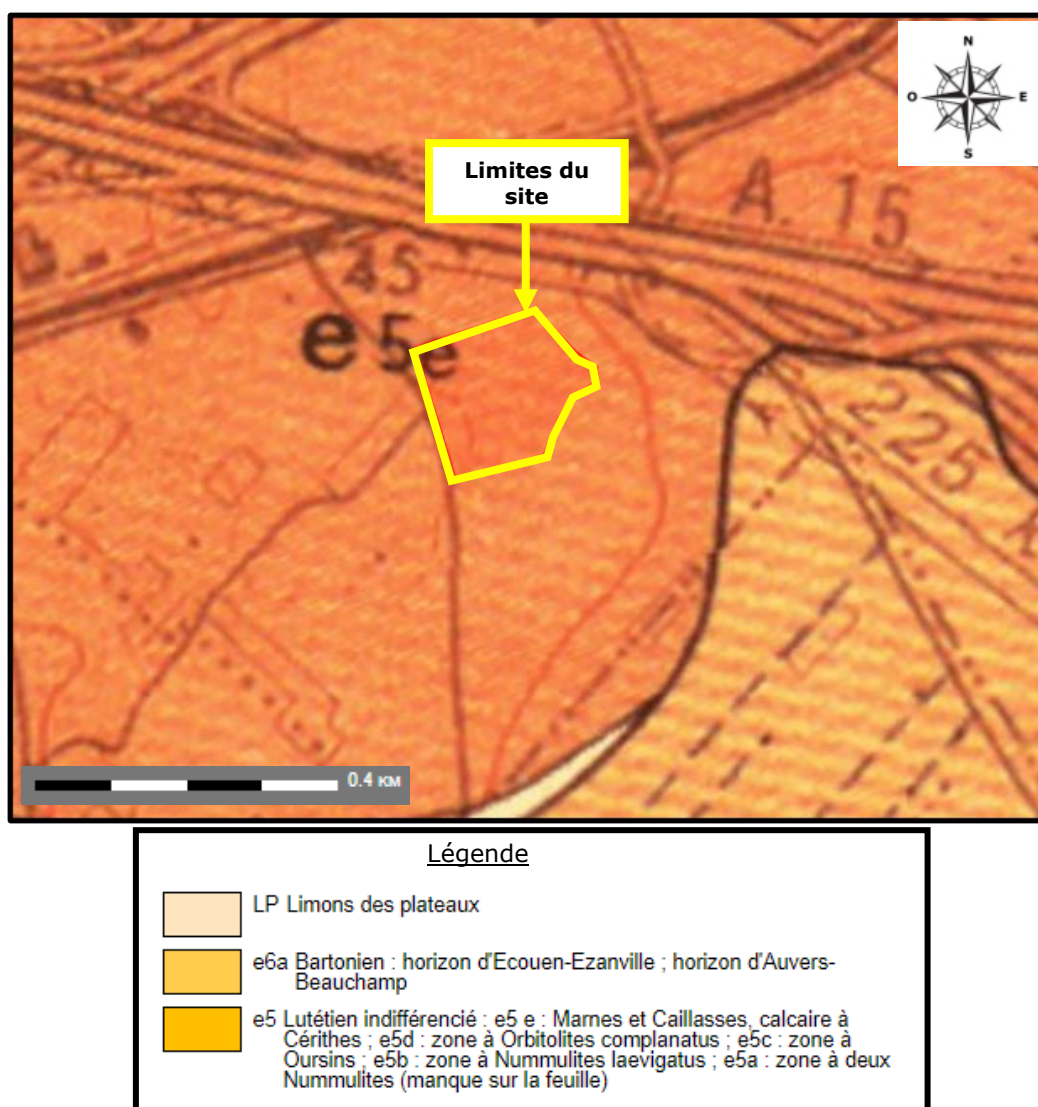 N
O
E
S
Limites du
site
A. 15
45
e5e
225
0.4 км
Légende
LP Limons des plateaux
e6a Bartonien : horizon d'Ecouen-Ezanville ; horizon d'Auvers-
Beauchamp
e5 Lutétien indifférencié : e5 e : Marnes et Caillasses, calcaire à
Cérithes ; e5d : zone à Orbitolites complanatus ; e5c : zone à
Oursins ; e5b : zone à Nummulites laevigatus ; e5a : zone à deux
Nummulites (manque sur la feuille)